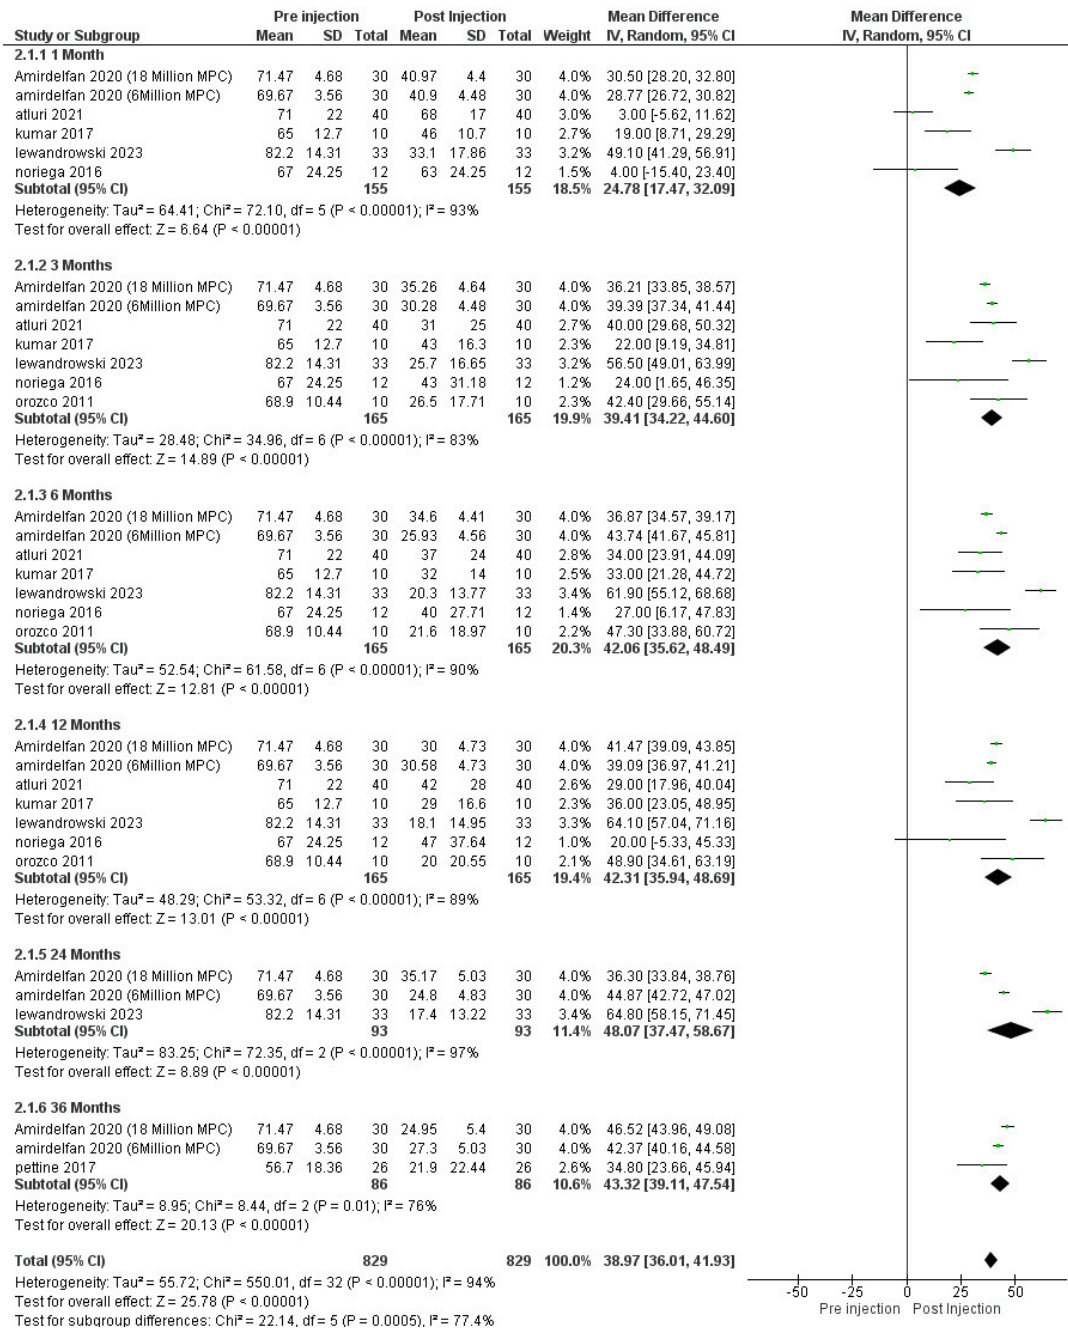 Pre injection Post Injection Mean Difference Mean Difference
Study or Subgroup Mean SD Total Mean SD Total Weight IV, Random, 95% CI IV, Random, 95% CI
2.1.1 1 Month
Amirdelfan 2020 (18 Million MPC) 71.47 4.68 30 40.97 4.4 30 4.0% 30.50 [28.20, 32.80]
amirdelfan 2020 (6Million MPC) 69.67 3.56 30 40.9 4.48 30 4.0% 28.77 [26.72, 30.82]
atluri 2021 71 22 40 68 17 40 3.0% 3.00 [-5.62, 11.62]
kumar 2017 65 12.7 10 46 10.7 10 2.7% 19.00 [8.71, 29.29]
lewandrowski 2023 82.2 14.31 33 33.1 17.86 33 3.2% 49.10 [41.29, 56.91]
noriega 2016 67 24.25 12 63 24.25 12 1.5% 4.00 [-15.40, 23.40]
Subtotal (95% CI) 155 155 18.5% 24.78 [17.47, 32.09]
Heterogeneity: Tau² = 64.41; Chi² = 72.10, df = 5 (P < 0.00001); I² = 93%
Test for overall effect: Z = 6.64 (P < 0.00001)
2.1.2 3 Months
Amirdelfan 2020 (18 Million MPC) 71.47 4.68 30 35.26 4.64 30 4.0% 36.21 [33.85, 38.57]
amirdelfan 2020 (6Million MPC) 69.67 3.56 30 30.28 4.48 30 4.0% 39.39 [37.34, 41.44]
atluri 2021 71 22 40 31 25 40 2.7% 40.00 [29.68, 50.32]
kumar 2017 65 12.7 10 43 16.3 10 2.3% 22.00 [9.19, 34.81]
lewandrowski 2023 82.2 14.31 33 25.7 16.65 33 3.2% 56.50 [49.01, 63.99]
noriega 2016 67 24.25 12 43 31.18 12 1.2% 24.00 [1.65, 46.35]
orozco 2011 68.9 10.44 10 26.5 17.71 10 2.3% 42.40 [29.66, 55.14]
Subtotal (95% CI) 165 165 19.9% 39.41 [34.22, 44.60]
Heterogeneity: Tau² = 28.48; Chi² = 34.96, df = 6 (P < 0.00001); I² = 83%
Test for overall effect: Z = 14.89 (P < 0.00001)
2.1.3 6 Months
Amirdelfan 2020 (18 Million MPC) 71.47 4.68 30 34.6 4.41 30 4.0% 36.87 [34.57, 39.17]
amirdelfan 2020 (6Million MPC) 69.67 3.56 30 25.93 4.56 30 4.0% 43.74 [41.67, 45.81]
atluri 2021 71 22 40 37 24 40 2.8% 34.00 [23.91, 44.09]
kumar 2017 65 12.7 10 32 14 10 2.5% 33.00 [21.28, 44.72]
lewandrowski 2023 82.2 14.31 33 20.3 13.77 33 3.4% 61.90 [55.12, 68.68]
noriega 2016 67 24.25 12 40 27.71 12 1.4% 27.00 [6.17, 47.83]
orozco 2011 68.9 10.44 10 21.6 18.97 10 2.2% 47.30 [33.88, 60.72]
Subtotal (95% CI) 165 165 20.3% 42.06 [35.62, 48.49]
Heterogeneity: Tau² = 52.54; Chi² = 61.58, df = 6 (P < 0.00001); I² = 90%
Test for overall effect: Z = 12.81 (P < 0.00001)
2.1.4 12 Months
Amirdelfan 2020 (18 Million MPC) 71.47 4.68 30 30 4.73 30 4.0% 41.47 [39.09, 43.85]
amirdelfan 2020 (6Million MPC) 69.67 3.56 30 30.58 4.73 30 4.0% 39.09 [36.97, 41.21]
atluri 2021 71 22 40 42 28 40 2.6% 29.00 [17.96, 40.04]
kumar 2017 65 12.7 10 29 16.6 10 2.3% 36.00 [23.05, 48.95]
lewandrowski 2023 82.2 14.31 33 18.1 14.95 33 3.3% 64.10 [57.04, 71.16]
noriega 2016 67 24.25 12 47 37.64 12 1.0% 20.00 [-5.33, 45.33]
orozco 2011 68.9 10.44 10 20 20.55 10 2.1% 48.90 [34.61, 63.19]
Subtotal (95% CI) 165 165 19.4% 42.31 [35.94, 48.69]
Heterogeneity: Tau² = 48.29; Chi² = 53.32, df = 6 (P < 0.00001); I² = 89%
Test for overall effect: Z = 13.01 (P < 0.00001)
2.1.5 24 Months
Amirdelfan 2020 (18 Million MPC) 71.47 4.68 30 35.17 5.03 30 4.0% 36.30 [33.84, 38.76]
amirdelfan 2020 (6Million MPC) 69.67 3.56 30 24.8 4.83 30 4.0% 44.87 [42.72, 47.02]
lewandrowski 2023 82.2 14.31 33 17.4 13.22 33 3.4% 64.80 [58.15, 71.45]
Subtotal (95% CI) 93 93 11.4% 48.07 [37.47, 58.67]
Heterogeneity: Tau² = 83.25; Chi² = 72.35, df = 2 (P < 0.00001); I² = 97%
Test for overall effect: Z = 8.89 (P < 0.00001)
2.1.6 36 Months
Amirdelfan 2020 (18 Million MPC) 71.47 4.68 30 24.95 5.4 30 4.0% 46.52 [43.96, 49.08]
amirdelfan 2020 (6Million MPC) 69.67 3.56 30 27.3 5.03 30 4.0% 42.37 [40.16, 44.58]
pettine 2017 56.7 18.36 26 21.9 22.44 26 2.6% 34.80 [23.66, 45.94]
Subtotal (95% CI) 86 86 10.6% 43.32 [39.11, 47.54]
Heterogeneity: Tau² = 8.95; Chi² = 8.44, df = 2 (P = 0.01); I² = 76%
Test for overall effect: Z = 20.13 (P < 0.00001)
Total (95% CI) 829 829 100.0% 38.97 [36.01, 41.93]
Heterogeneity: Tau² = 55.72; Chi² = 550.01, df = 32 (P < 0.00001); I² = 94%
Test for overall effect: Z = 25.78 (P < 0.00001)
Test for subgroup differences: Chi² = 22.14, df = 5 (P = 0.0005), I² = 77.4%
-50 -25 0 25 50
Pre injection Post Injection